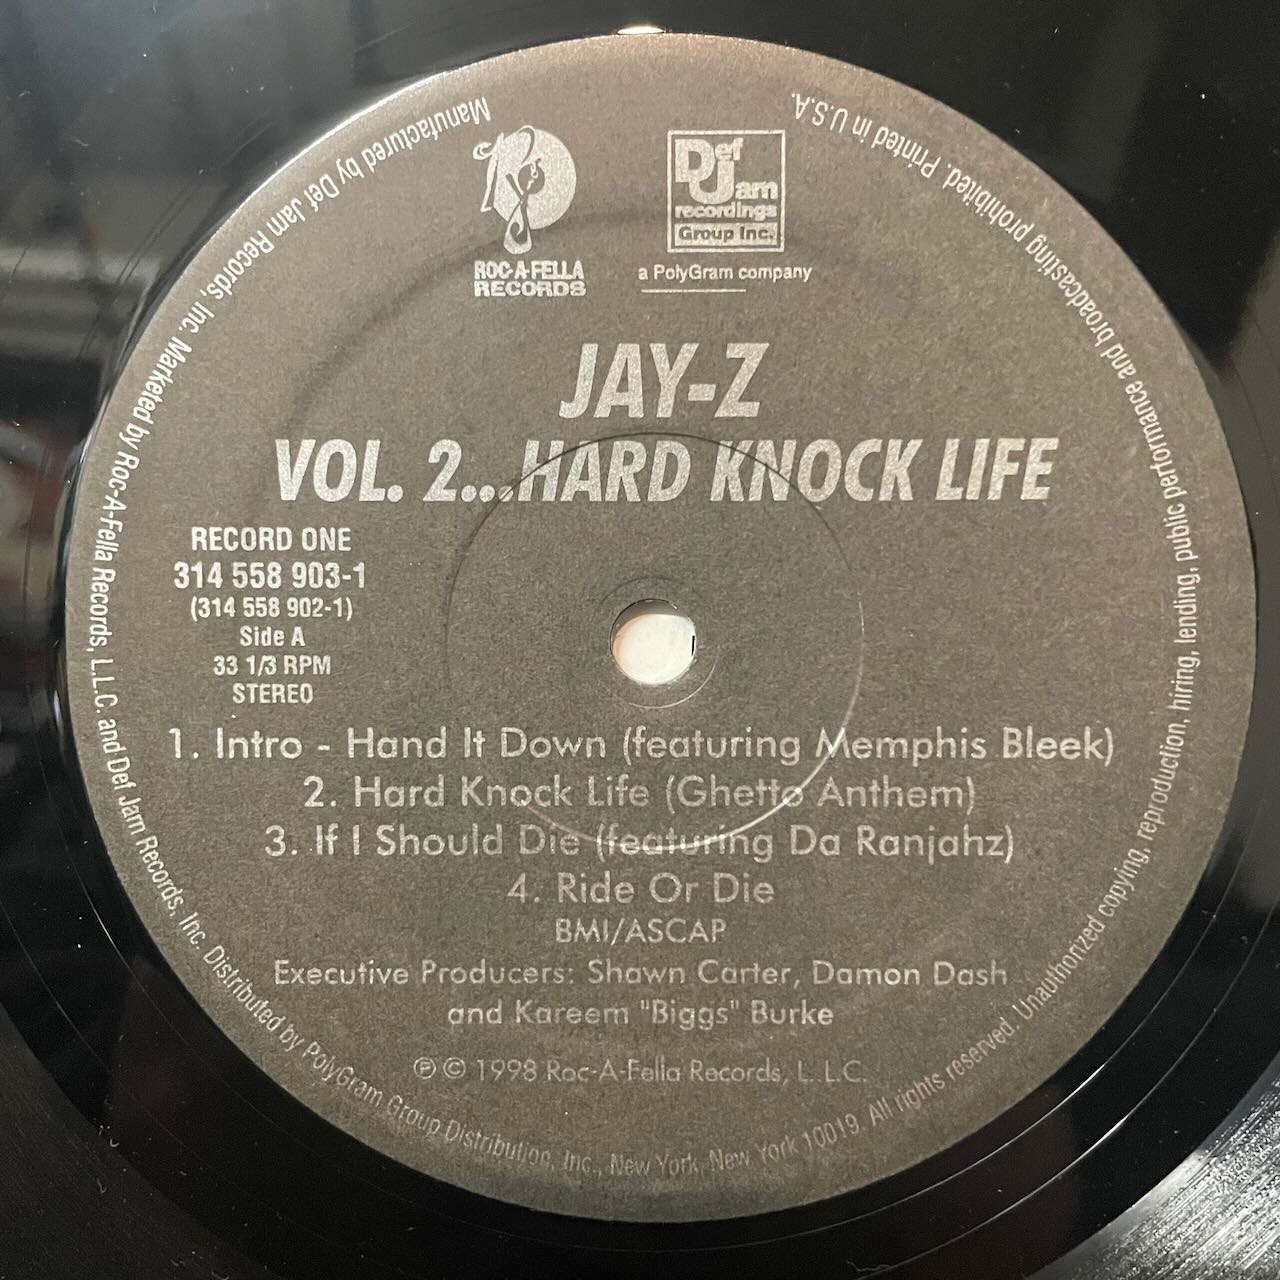 ROC-A-FELLA
RECORDS
Def
Jam
recordings
Group Inc.
a PolyGram company
JAY-Z
VOL. 2...HARD KNOCK LIFE
RECORD ONE
314 558 903-1
(314 558 902-1)
Side A
33 1/3 RPM
STEREO
1. Intro - Hand It Down (featuring Memphis Bleek)
2. Hard Knock Life (Ghetto Anthem)
3. If I Should Die (featuring Da Ranjahz)
4. Ride Or Die
BMI/ASCAP
Executive Producers: Shawn Carter, Damon Dash
and Kareem "Biggs" Burke
℗ © 1998 Roc-A-Fella Records, L.L.C.
Manufactured by Def Jam Records, Inc. Marketed by Roc-A-Fella Records, L.L.C. and Def Jam Records, Inc. Distributed by PolyGram Group Distribution, Inc., New York, New York 10019. All rights reserved. Unauthorized copying, reproduction, hiring, lending, public performance and broadcasting prohibited. Printed in U.S.A.